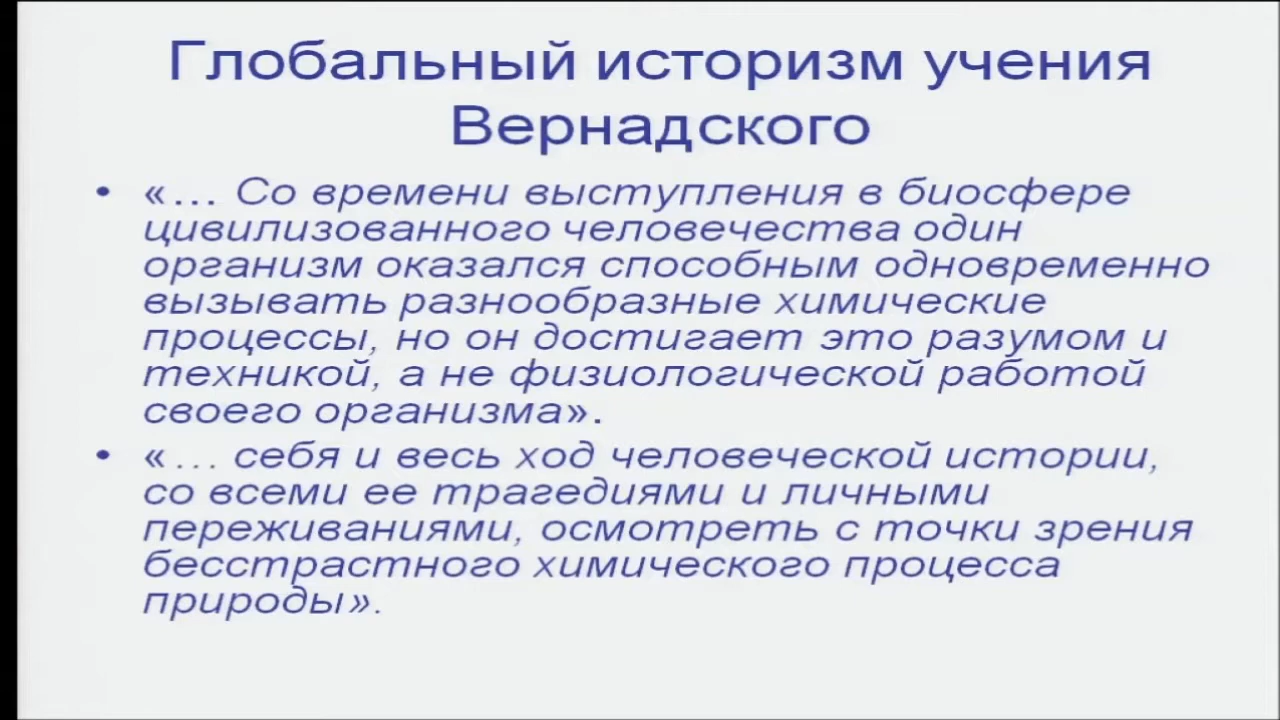 Глобальный историзм учения
Вернадского
• «… Со времени выступления в биосфере
цивилизованного человечества один
организм оказался способным одновременно
вызывать разнообразные химические
процессы, но он достигает это разумом и
техникой, а не физиологической работой
своего организма».
• «… себя и весь ход человеческой истории,
со всеми ее трагедиями и личными
переживаниями, осмотреть с точки зрения
бесстрастного химического процесса
природы».